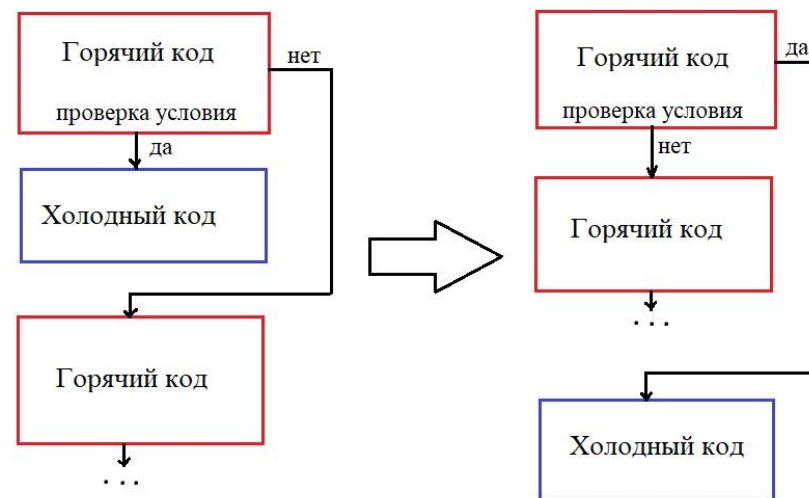 Горячий код
нет
проверка условия
да
Холодный код
Горячий код
. . .
Горячий код
да
проверка условия
нет
Горячий код
. . .
Холодный код